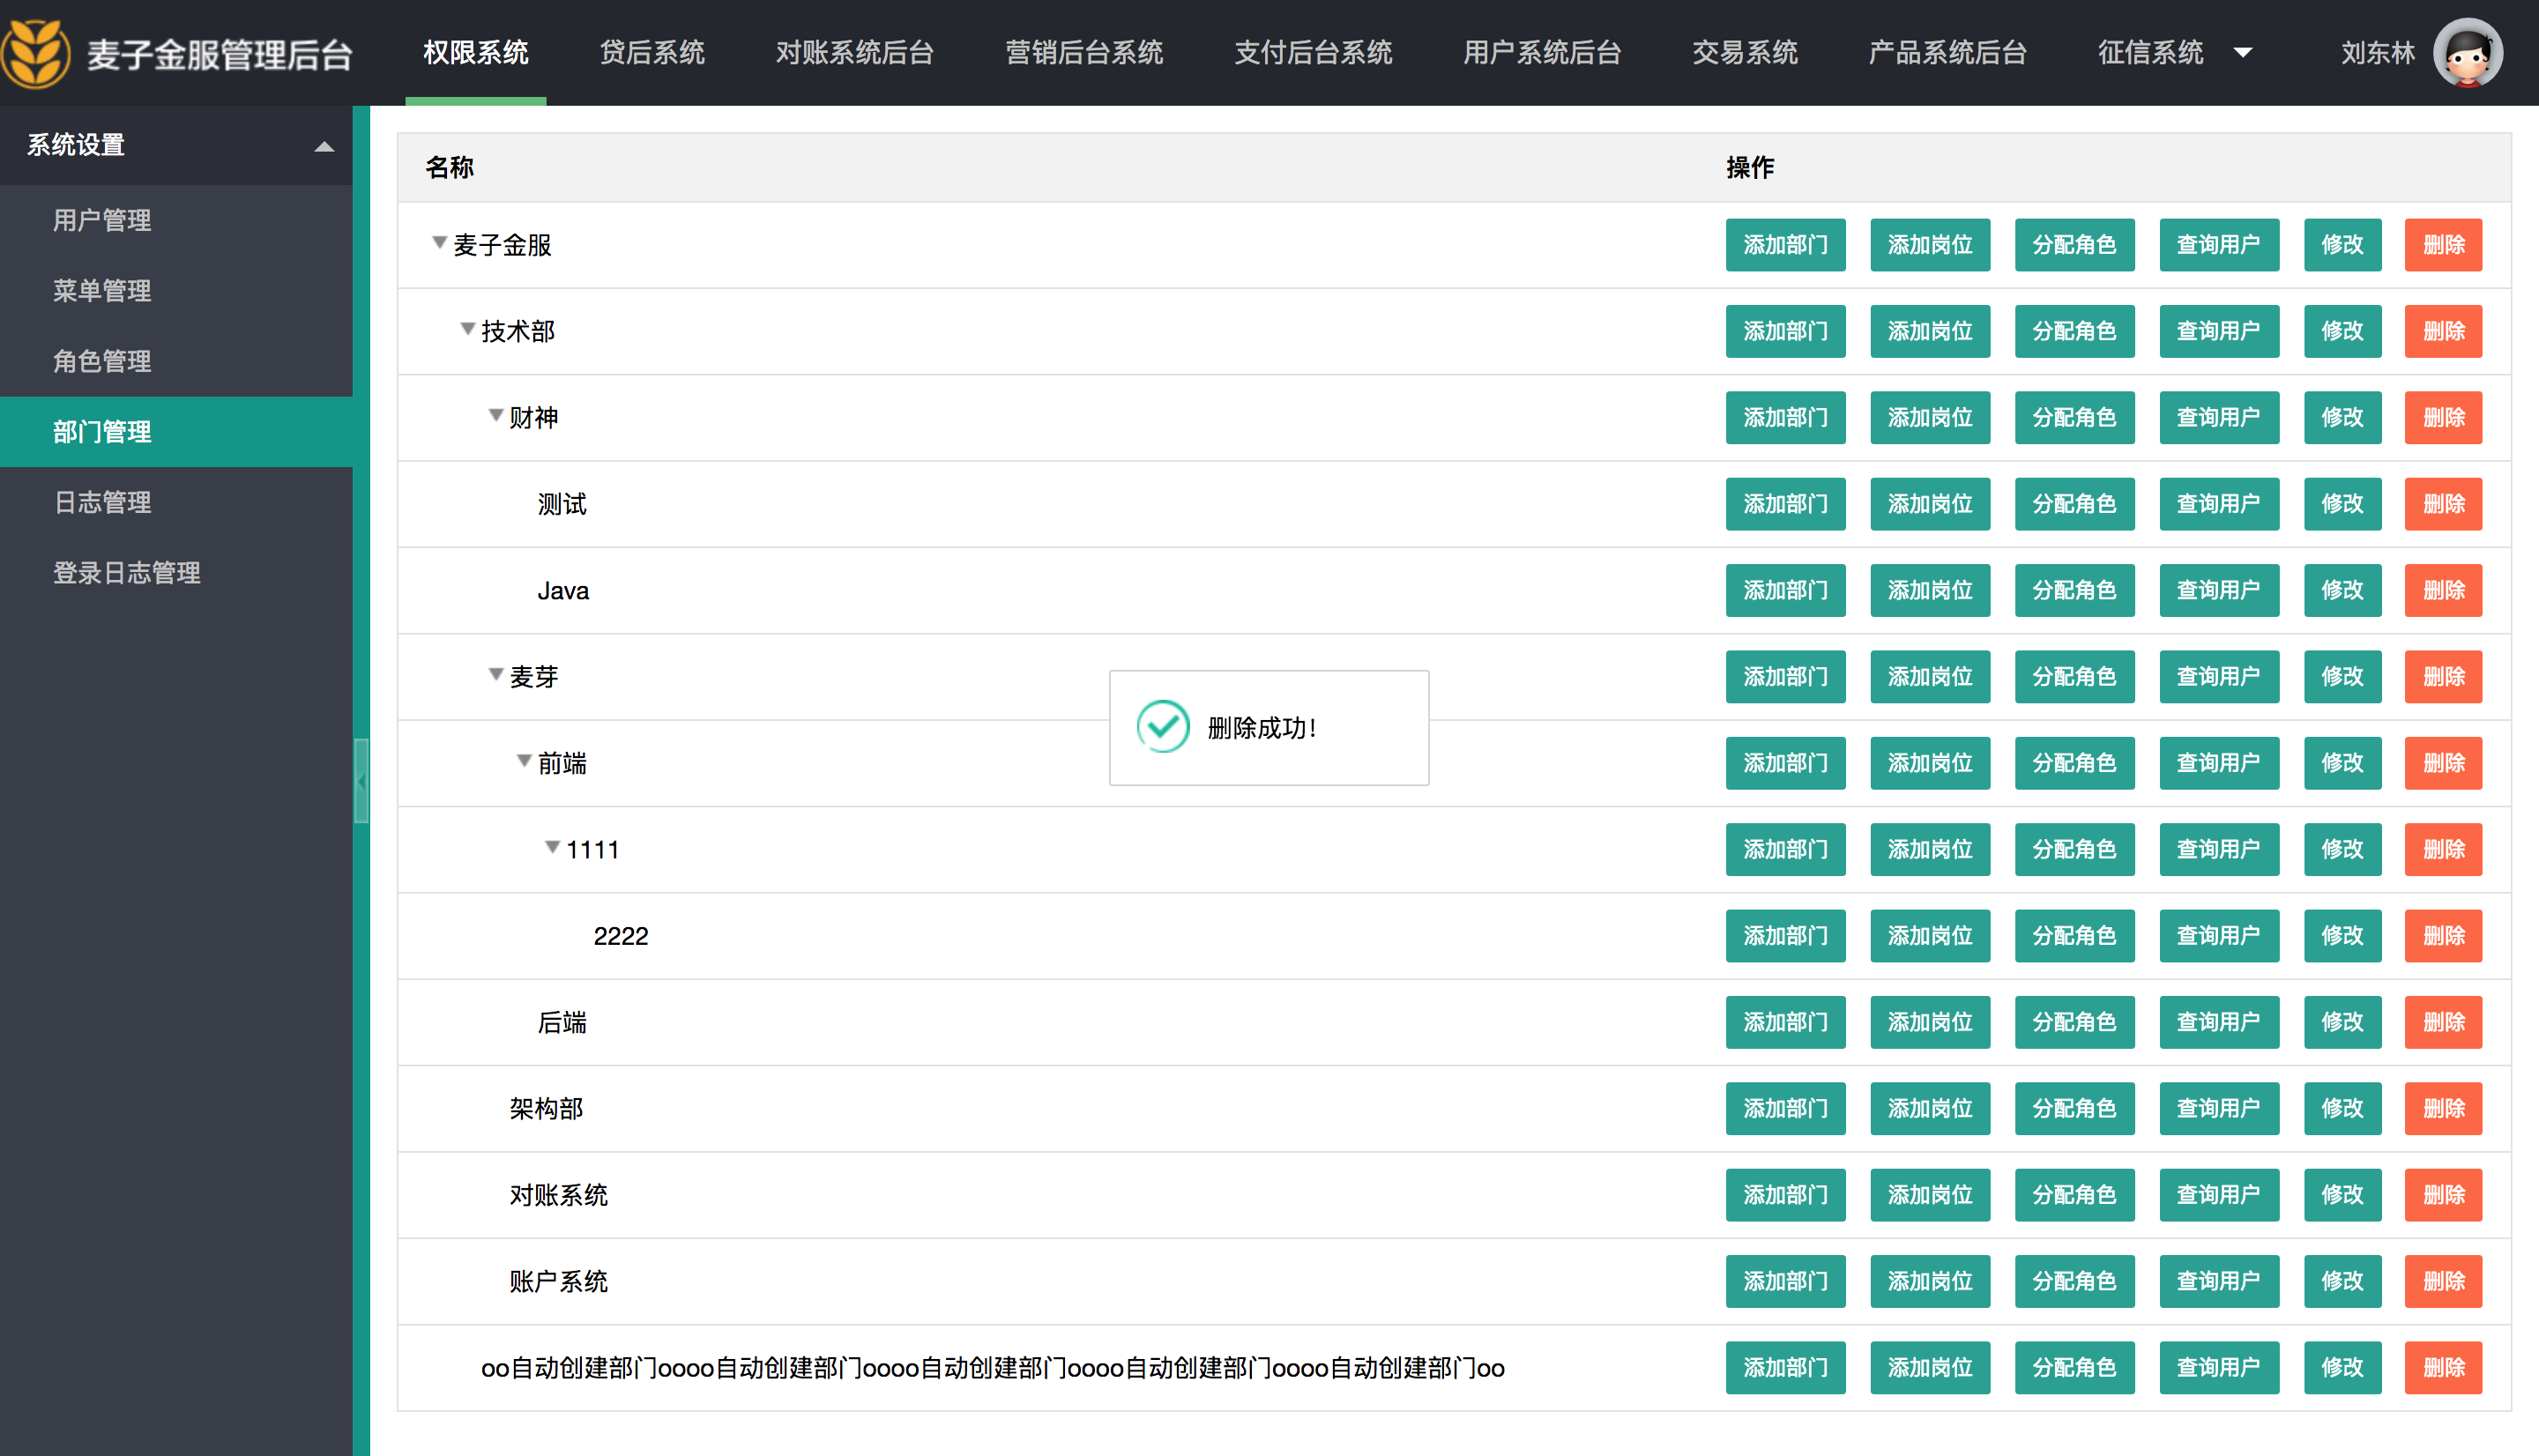 麦子金服管理后台 权限系统 贷后系统 对账系统后台 营销后台系统 支付后台系统 用户系统后台 交易系统 产品系统后台 征信系统 刘东林
系统设置
用户管理
菜单管理
角色管理
部门管理
日志管理
登录日志管理
名称 操作
麦子金服 添加部门 添加岗位 分配角色 查询用户 修改 删除
技术部 添加部门 添加岗位 分配角色 查询用户 修改 删除
财神 添加部门 添加岗位 分配角色 查询用户 修改 删除
测试 添加部门 添加岗位 分配角色 查询用户 修改 删除
Java 添加部门 添加岗位 分配角色 查询用户 修改 删除
麦芽 添加部门 添加岗位 分配角色 查询用户 修改 删除
删除成功!
前端 添加部门 添加岗位 分配角色 查询用户 修改 删除
1111 添加部门 添加岗位 分配角色 查询用户 修改 删除
2222 添加部门 添加岗位 分配角色 查询用户 修改 删除
后端 添加部门 添加岗位 分配角色 查询用户 修改 删除
架构部 添加部门 添加岗位 分配角色 查询用户 修改 删除
对账系统 添加部门 添加岗位 分配角色 查询用户 修改 删除
账户系统 添加部门 添加岗位 分配角色 查询用户 修改 删除
oo自动创建部门oooo自动创建部门oooo自动创建部门oooo自动创建部门oooo自动创建部门oo 添加部门 添加岗位 分配角色 查询用户 修改 删除